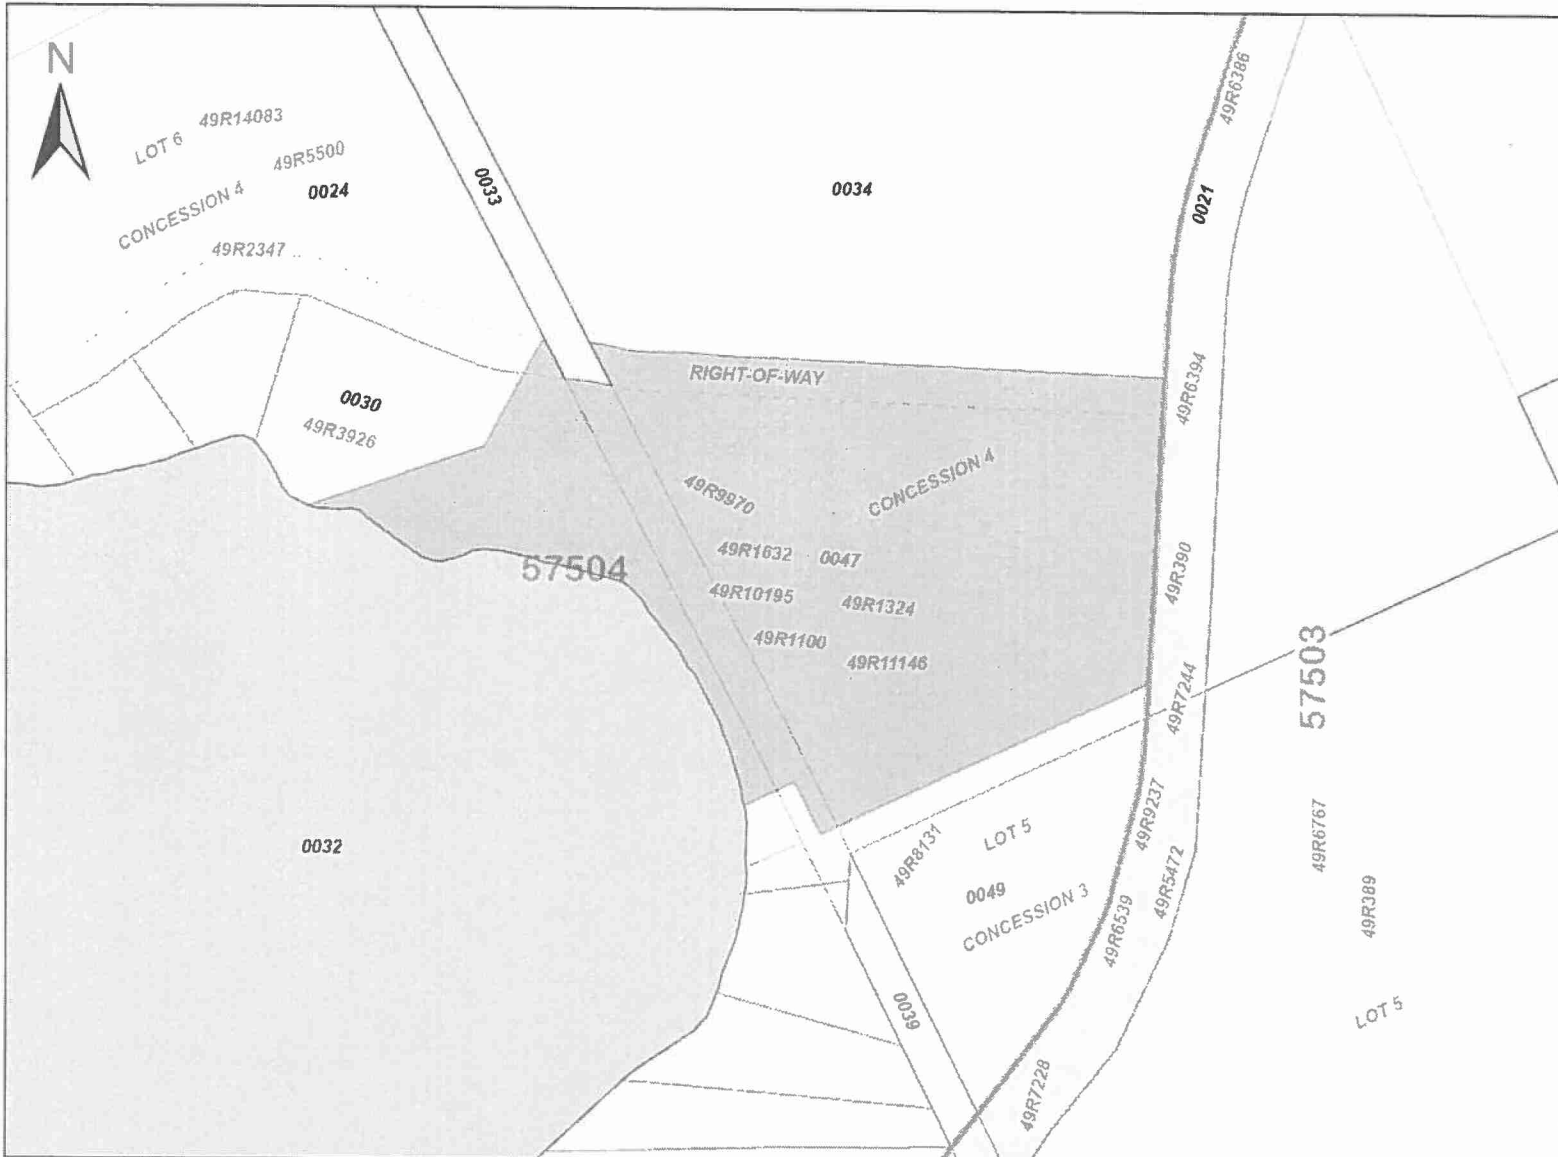 N
49R14083
LOT 6
49R5500
0024
CONCESSION 4
49R2347
0033
0034
49R6386
0021
RIGHT-OF-WAY
49R6394
0030
49R3926
CONCESSION 4
49R9970
57504
49R1632
0047
49R390
49R10195
49R1324
49R1100
49R11146
49R7244
57503
0032
49R8131
LOT 5
0049
CONCESSION 3
49R9237
49R5472
49R6539
49R6767
49R389
0039
LOT 5
49R7228